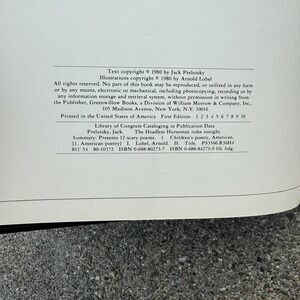 Text copyright © 1980 by Jack Prelutsky
Illustrations copyright © 1980 by Arnold Lobel
All rights reserved. No part of this book may be reproduced, or utilized in any form
or by any means, electronic or mechanical, including photocopying, recording or by
any information storage and retrieval system, without permission in writing from
the Publisher, Greenwillow Books, a Division of William Morrow & Company, Inc.,
105 Madison Avenue, New York, N.Y. 10016
Printed in the United States of America First Edition 1 2 3 4 5 6 7 8 9 10
Library of Congress Cataloging in Publication Data
Prelutsky, Jack. The Headless Horseman rides tonight.
Summary: Presents 12 scary poems. 1. Children's poetry, American.
[1. American poetry] I. Lobel, Arnold. II. Title. PS3566.R36H4
811'.54 80-10372 ISBN 0-688-80273-7 ISBN 0-688-84273-9 lib. bdg.